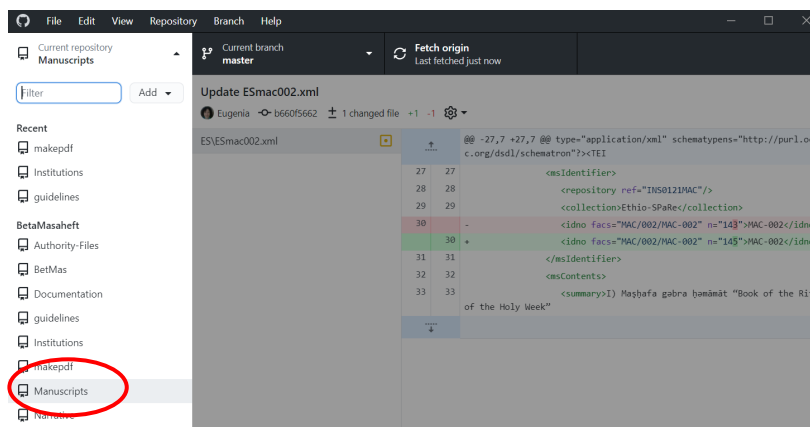 File Edit View Repository Branch Help
Current repository
Manuscripts
Current branch
master
Fetch origin
Last fetched just now
Filter
Add
Update ESmac002.xml
Eugenia b660f5662 1 changed file +1 -1
Recent
makepdf
Institutions
guidelines
BetaMasaheft
Authority-Files
BetMas
Documentation
guidelines
Institutions
makepdf
Manuscripts
Narrative
ES\ESmac002.xml
@@ -27,7 +27,7 @@ type="application/xml" schematypens="http://purl.o
c.org/dsdl/schematron"?><TEI
27 27 <msIdentifier>
28 28 <repository ref="INS0121MAC"/>
29 29 <collection>Ethio-SPaRe</collection>
30 - <idno facs="MAC/002/MAC-002" n="143">MAC-002</idno
30 + <idno facs="MAC/002/MAC-002" n="145">MAC-002</idno
31 31 </msIdentifier>
32 32 <msContents>
33 33 <summary>I) Maṣḥafa gǝbra ḥǝmāmāt “Book of the Ri
of the Holy Week”